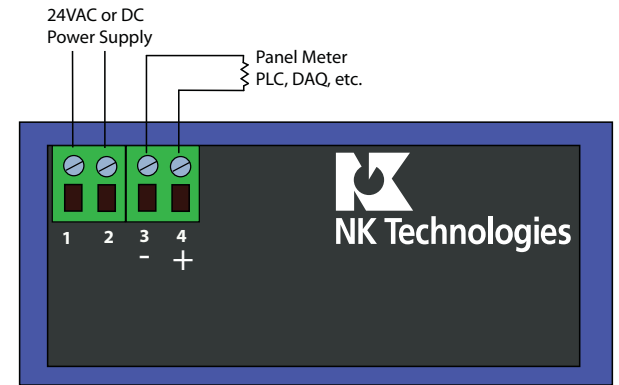 24VAC or DC
Power Supply
Panel Meter
PLC, DAQ, etc.
1 2 3 4
- +
NK Technologies